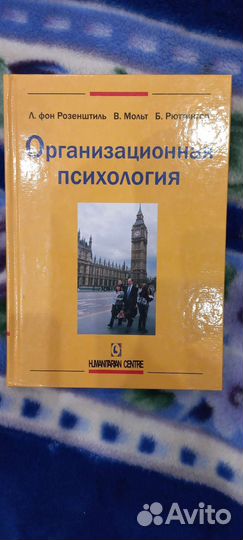 Л. фон Розенштиль В. Мольт Б. Рюттингер
Организационная
психология
HUMANITARIAN CENTRE
Avito